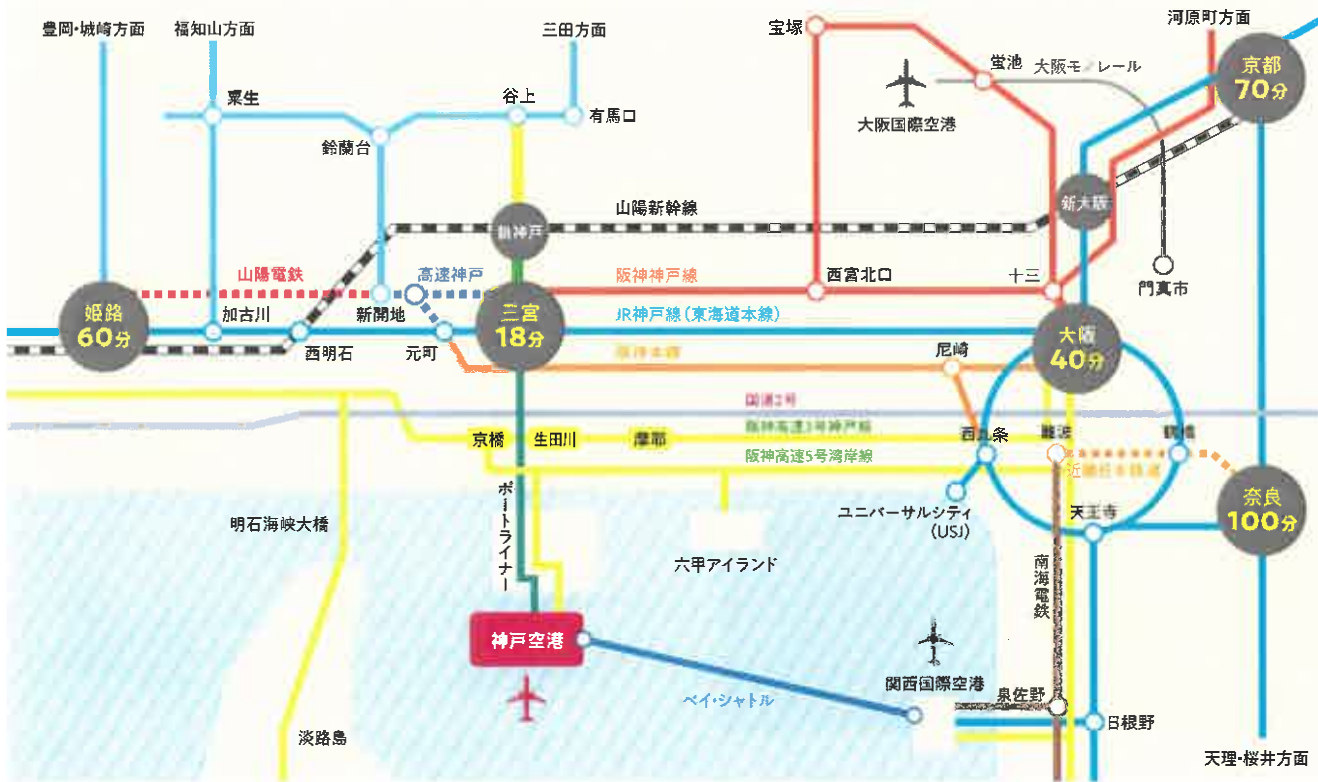 豊岡・城崎方面
福知山方面
三田方面
宝塚
河原町方面
蛍池
大阪モノレール
京都
70分
大阪国際空港
粟生
谷上
有馬口
鈴蘭台
新神戸
新大阪
山陽新幹線
山陽電鉄
高速神戸
阪神神戸線
西宮北口
十三
門真市
姫路
60分
加古川
新開地
三宮
18分
JR神戸線(東海道本線)
大阪
40分
西明石
元町
阪神本線
尼崎
国道2号
阪神高速3号神戸線
京橋
生田川
摩耶
西九条
難波
鶴橋
阪神高速5号湾岸線
近畿日本鉄道
ポートライナー
奈良
100分
明石海峡大橋
ユニバーサルシティ
(USJ)
天王寺
六甲アイランド
南海電鉄
神戸空港
関西国際空港
ベイ・シャトル
泉佐野
日根野
淡路島
天理・桜井方面